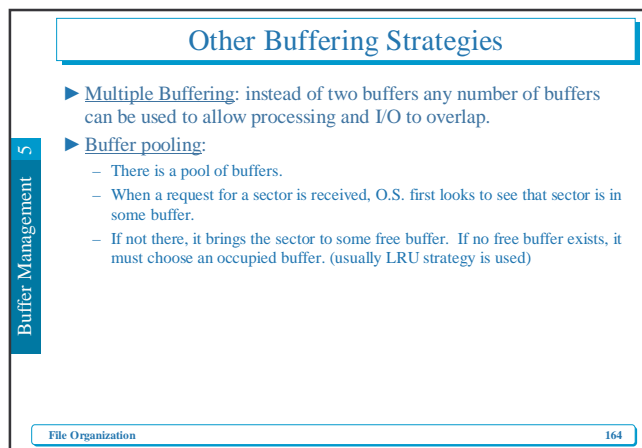 Other Buffering Strategies
► Multiple Buffering: instead of two buffers any number of buffers
can be used to allow processing and I/O to overlap.
► Buffer pooling:
– There is a pool of buffers.
– When a request for a sector is received, O.S. first looks to see that sector is in
some buffer.
– If not there, it brings the sector to some free buffer. If no free buffer exists, it
must choose an occupied buffer. (usually LRU strategy is used)
Buffer Management 5
File Organization 164